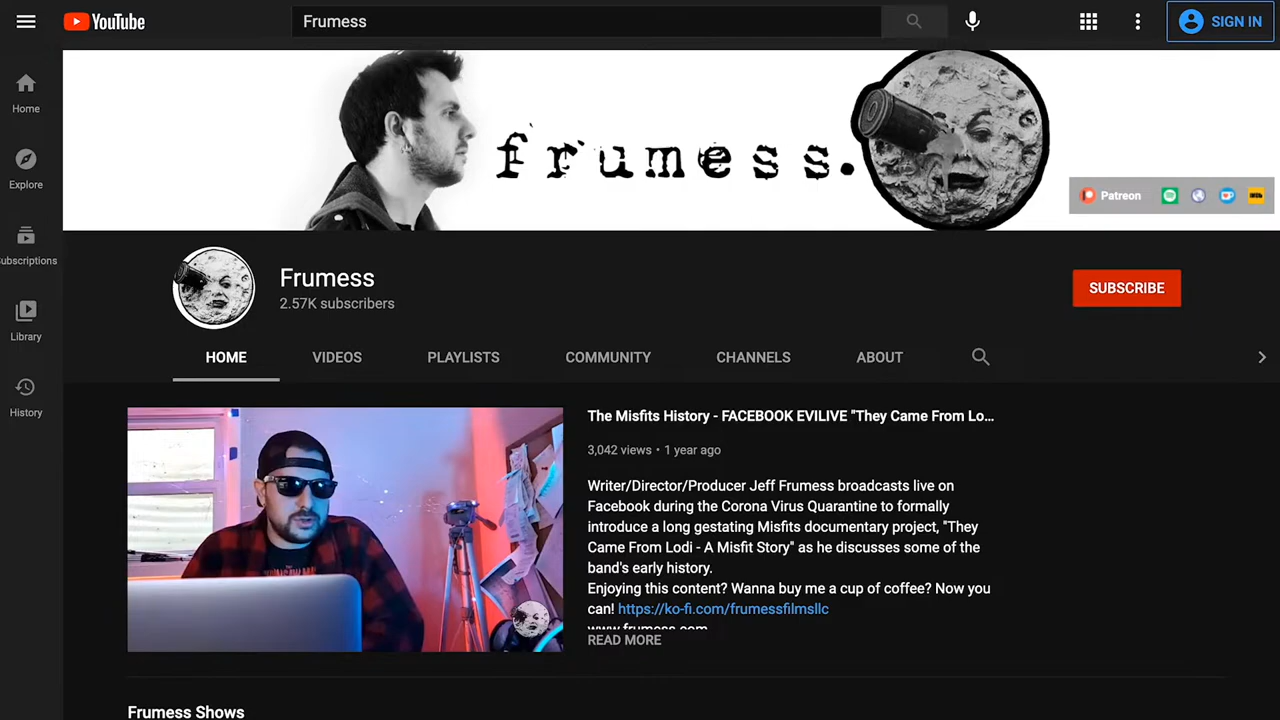 YouTube
Frumess
SIGN IN
Home
Explore
Subscriptions
Library
History
frumess.
Patreon
IMDb
Frumess
2.57K subscribers
SUBSCRIBE
HOME VIDEOS PLAYLISTS COMMUNITY CHANNELS ABOUT
The Misfits History - FACEBOOK EVILIVE "They Came From Lo...
3,042 views • 1 year ago
Writer/Director/Producer Jeff Frumess broadcasts live on
Facebook during the Corona Virus Quarantine to formally
introduce a long gestating Misfits documentary project, "They
Came From Lodi - A Misfit Story" as he discusses some of the
band's early history.
Enjoying this content? Wanna buy me a cup of coffee? Now you
can! https://ko-fi.com/frumessfilmsllc
www.frumess.com
READ MORE
Frumess Shows